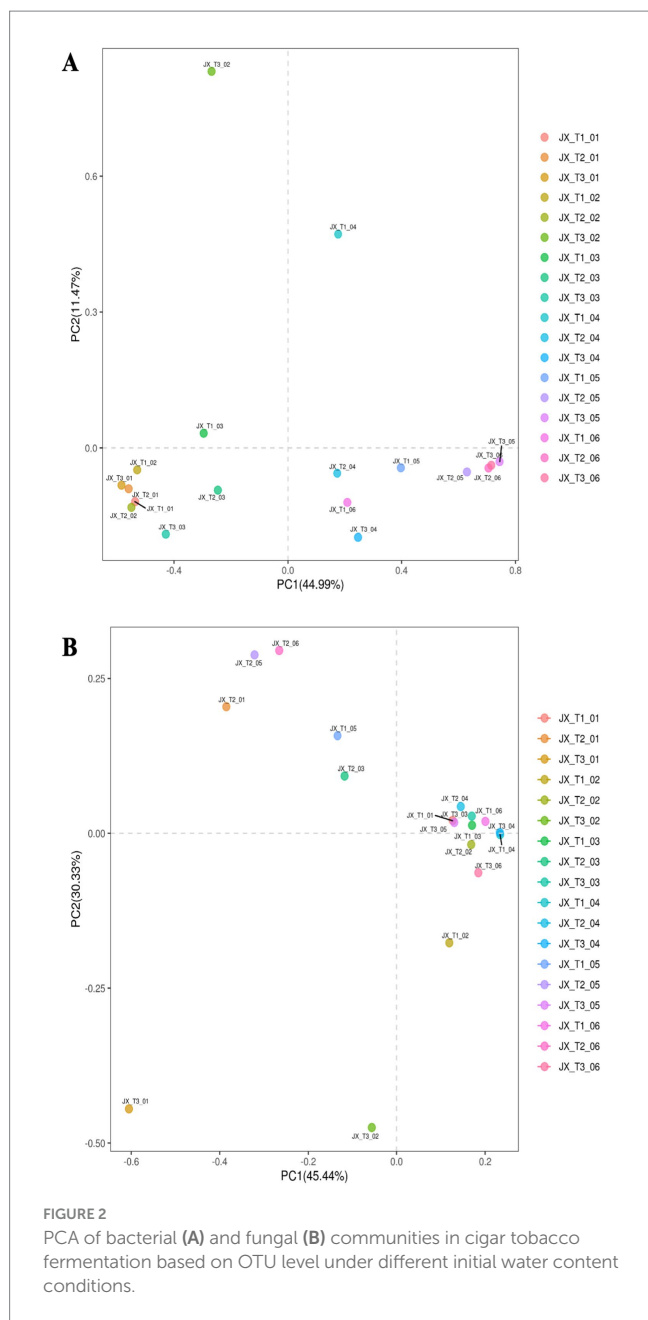 A
JX_T3_02
JX_T1_04
JX_T1_03
JX_T1_02
JX_T3_01
JX_T2_01
JX_T1_01
JX_T2_02
JX_T2_03
JX_T3_03
JX_T2_04
JX_T1_05
JX_T1_06
JX_T3_04
JX_T3_05
JX_T3_06
JX_T2_05
JX_T2_06
0.6
0.3
0.0
PC2(11.47%)
-0.4
0.0
0.4
0.8
PC1(44.99%)
JX_T1_01
JX_T2_01
JX_T3_01
JX_T1_02
JX_T2_02
JX_T3_02
JX_T1_03
JX_T2_03
JX_T3_03
JX_T1_04
JX_T2_04
JX_T3_04
JX_T1_05
JX_T2_05
JX_T3_05
JX_T1_06
JX_T2_06
JX_T3_06
B
JX_T2_06
JX_T2_05
JX_T2_01
JX_T1_05
JX_T2_03
JX_T2_04
JX_T1_01
JX_T3_03
JX_T1_06
JX_T3_05
JX_T3_04
JX_T1_03
JX_T2_02
JX_T1_04
JX_T3_06
JX_T1_02
JX_T3_01
JX_T3_02
0.25
0.00
-0.25
-0.50
PC2(30.33%)
-0.6
-0.4
-0.2
0.0
0.2
PC1(45.44%)
JX_T1_01
JX_T2_01
JX_T3_01
JX_T1_02
JX_T2_02
JX_T3_02
JX_T1_03
JX_T2_03
JX_T3_03
JX_T1_04
JX_T2_04
JX_T3_04
JX_T1_05
JX_T2_05
JX_T3_05
JX_T1_06
JX_T2_06
JX_T3_06
FIGURE 2
PCA of bacterial (A) and fungal (B) communities in cigar tobacco
fermentation based on OTU level under different initial water content
conditions.